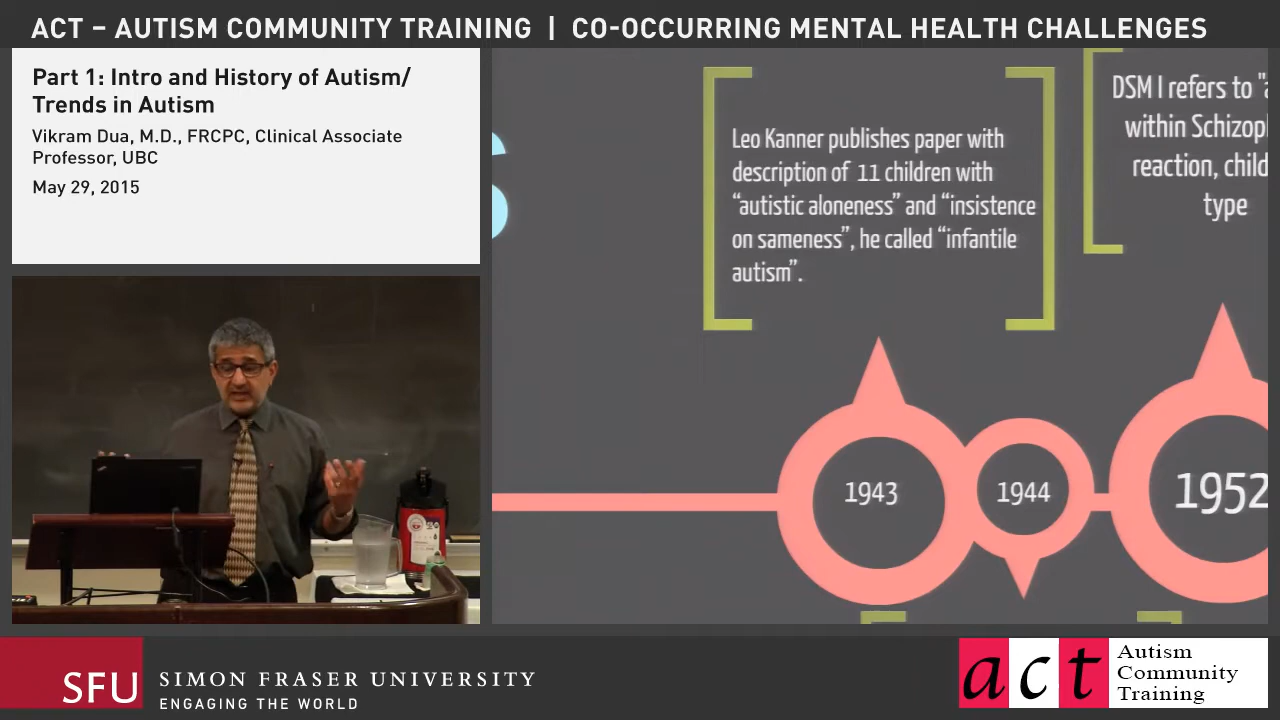 ACT – AUTISM COMMUNITY TRAINING | CO-OCCURRING MENTAL HEALTH CHALLENGES
Part 1: Intro and History of Autism/
Trends in Autism
Vikram Dua, M.D., FRCPC, Clinical Associate
Professor, UBC
May 29, 2015
Leo Kanner publishes paper with
description of 11 children with
“autistic aloneness” and “insistence
on sameness”, he called “infantile
autism”.
DSM I refers to "a
within Schizop
reaction, child
type
1943
1944
1952
SFU
SIMON FRASER UNIVERSITY
ENGAGING THE WORLD
act
Autism
Community
Training